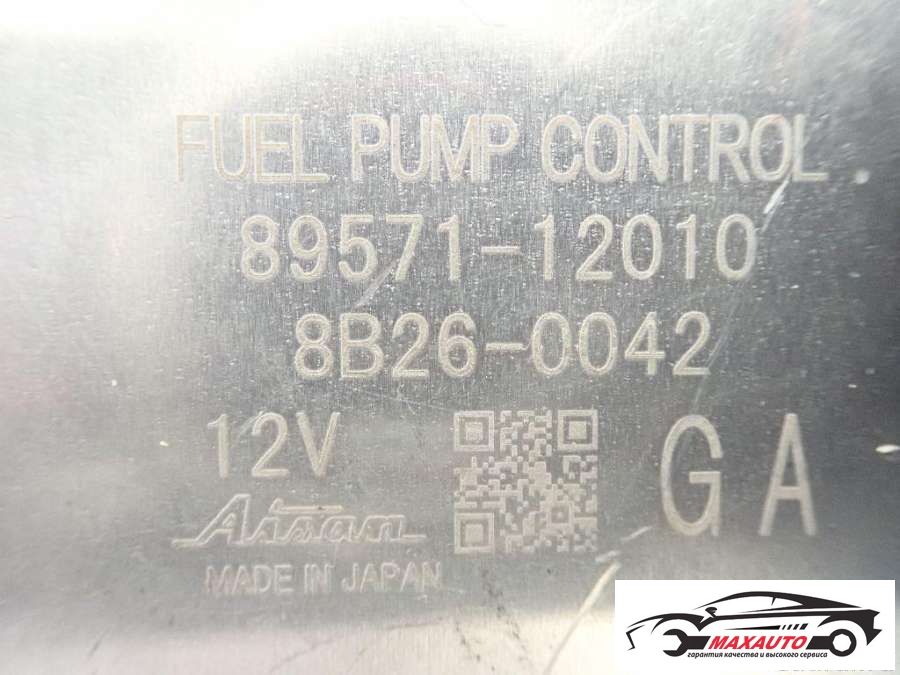 FUEL PUMP CONTROL
89571-12010
8B26-0042
12V
GA
Aisan
MADE IN JAPAN
MAXAUTO
гарантия качества и высокого сервиса